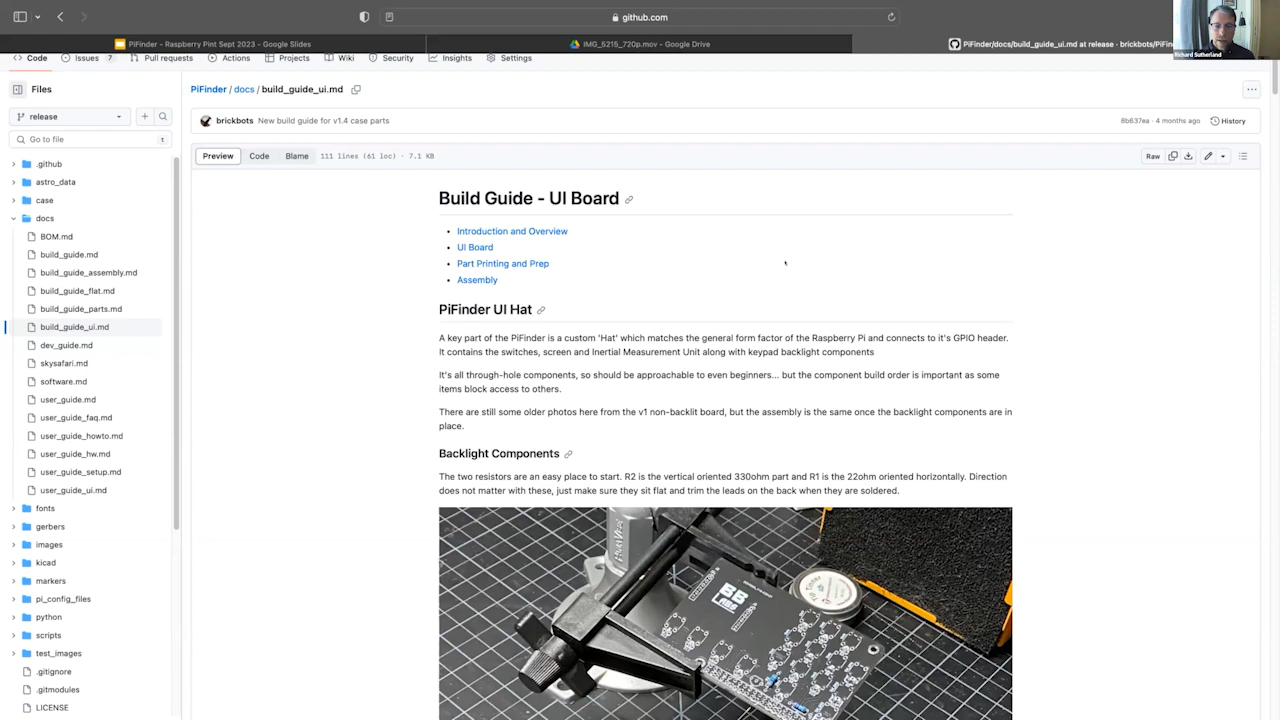 github.com
PiFinder - Raspberry Pint Sept 2023 - Google Slides
IMG_5215_720p.mov - Google Drive
PiFinder/docs/build_guide_ui.md at release · brickbots/PiFin
Richard Sutherland
Code
Issues 7
Pull requests
Actions
Projects
Wiki
Security
Insights
Settings
Files
release
Go to file
t
.github
astro_data
case
docs
BOM.md
build_guide.md
build_guide_assembly.md
build_guide_flat.md
build_guide_parts.md
build_guide_ui.md
dev_guide.md
skysafari.md
software.md
user_guide.md
user_guide_faq.md
user_guide_howto.md
user_guide_hw.md
user_guide_setup.md
user_guide_ui.md
fonts
gerbers
images
kicad
markers
pi_config_files
python
scripts
test_images
.gitignore
.gitmodules
LICENSE
PiFinder / docs / build_guide_ui.md
brickbots New build guide for v1.4 case parts
8b637ea · 4 months ago
History
Preview
Code
Blame
111 lines (61 loc) · 7.1 KB
Raw
Build Guide - UI Board
• Introduction and Overview
• UI Board
• Part Printing and Prep
• Assembly
PiFinder UI Hat
A key part of the PiFinder is a custom 'Hat' which matches the general form factor of the Raspberry Pi and connects to it's GPIO header.
It contains the switches, screen and Inertial Measurement Unit along with keypad backlight components
It's all through-hole components, so should be approachable to even beginners... but the component build order is important as some
items block access to others.
There are still some older photos here from the v1 non-backlit board, but the assembly is the same once the backlight components are in
place.
Backlight Components
The two resistors are an easy place to start. R2 is the vertical oriented 330ohm part and R1 is the 22ohm oriented horizontally. Direction
does not matter with these, just make sure they sit flat and trim the leads on the back when they are soldered.
BB
LABS